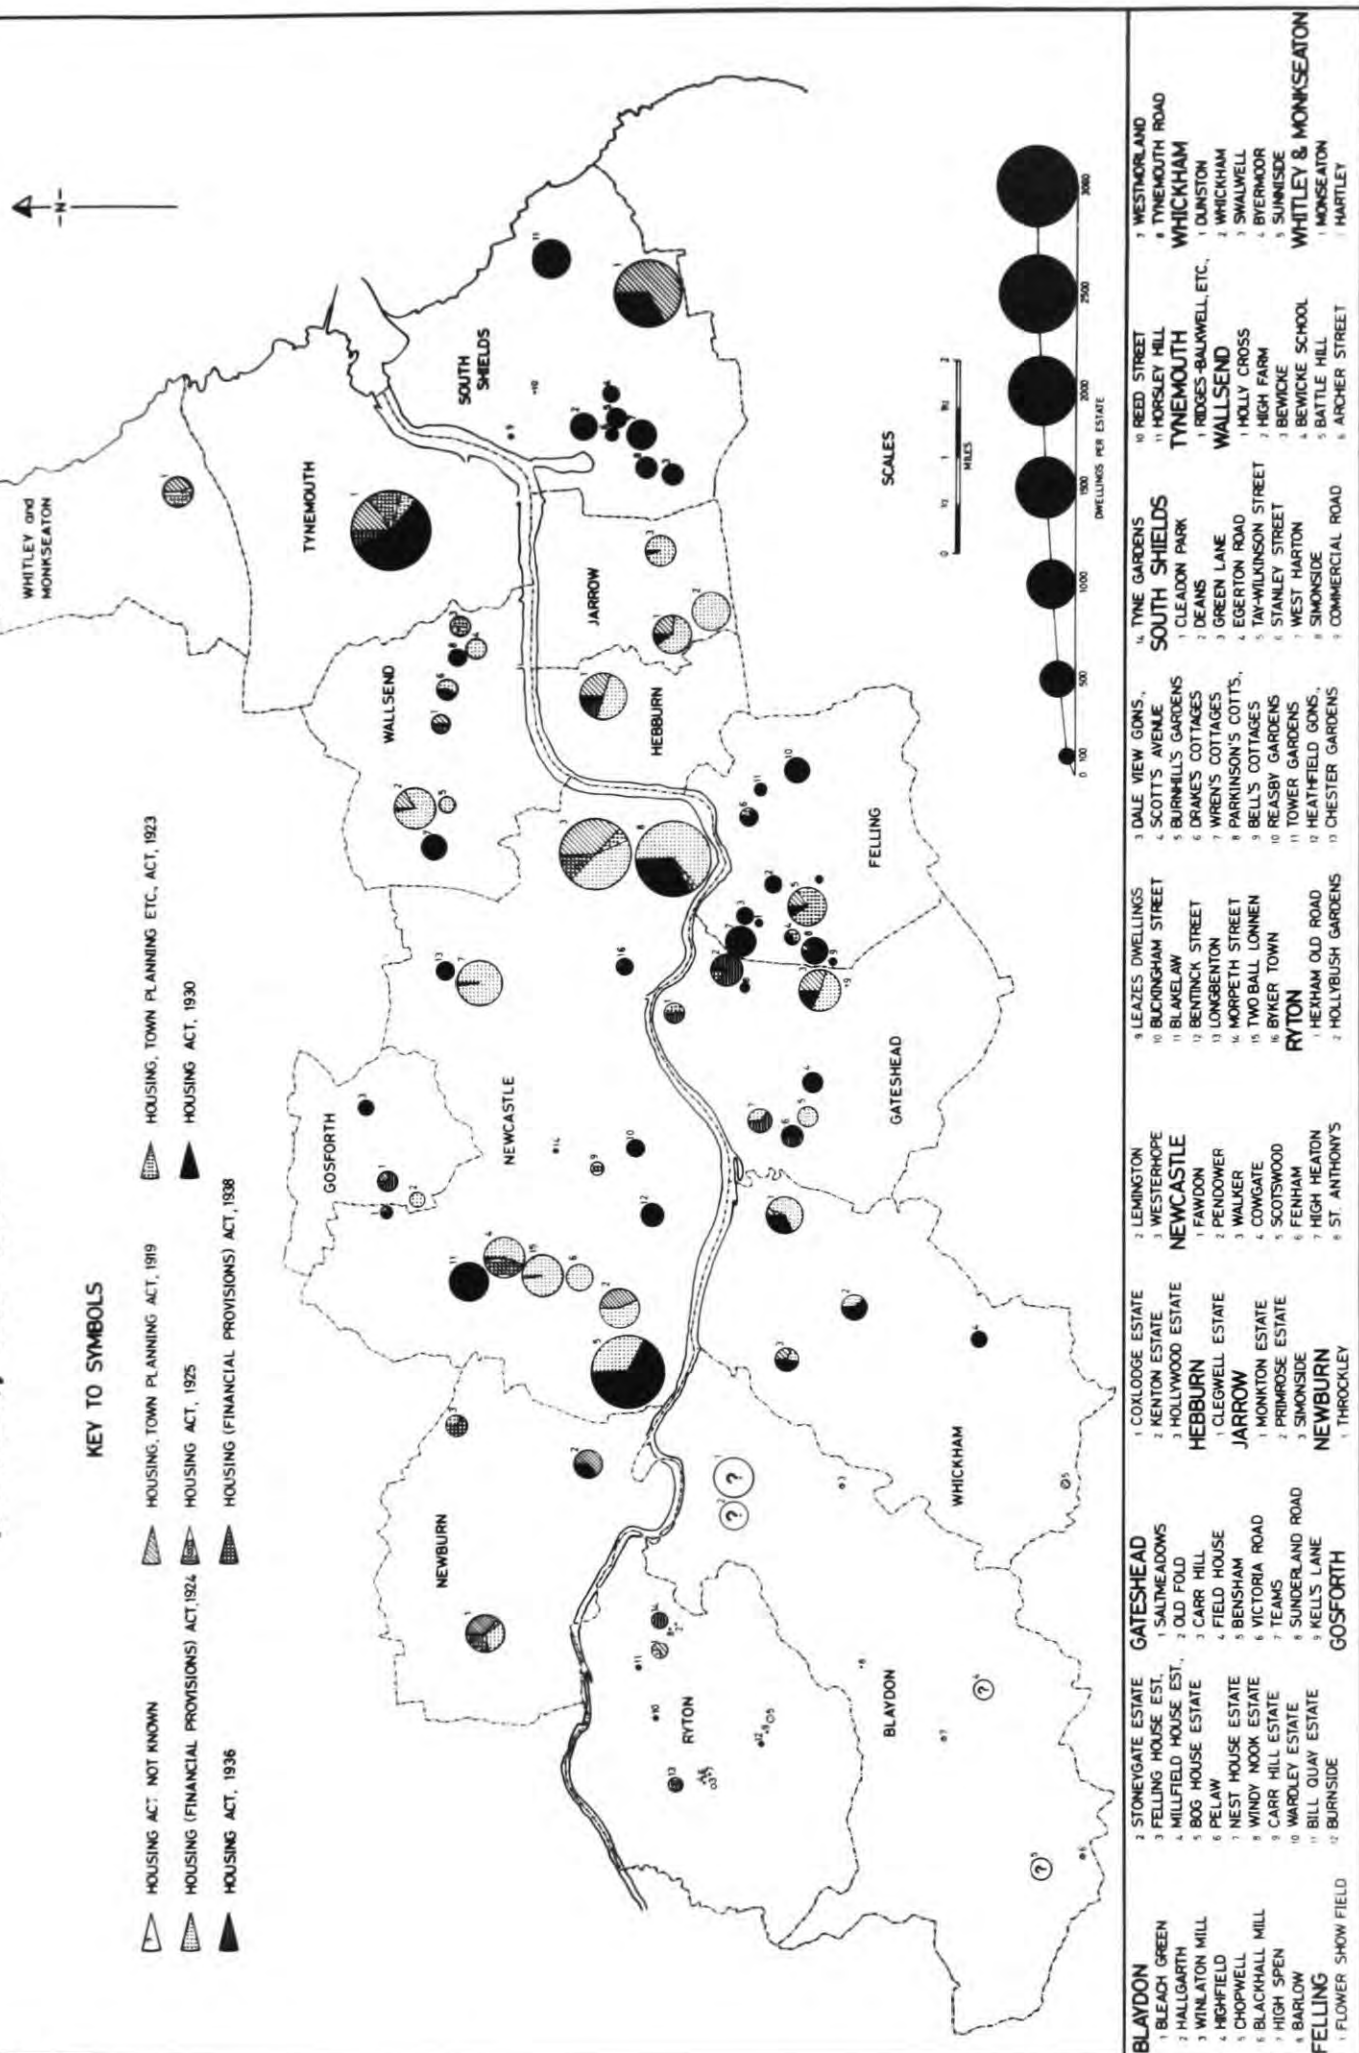 KEY TO SYMBOLS
HOUSING ACT NOT KNOWN
HOUSING, TOWN PLANNING ACT, 1919
HOUSING, TOWN PLANNING ETC, ACT, 1923
HOUSING (FINANCIAL PROVISIONS) ACT, 1924
HOUSING ACT, 1925
HOUSING ACT, 1930
HOUSING ACT, 1936
HOUSING (FINANCIAL PROVISIONS) ACT, 1938
-N-
WHITLEY and
MONKSEATON
TYNEMOUTH
WALLSEND
GOSFORTH
NEWCASTLE
NEWBURN
SOUTH
SHIELDS
JARROW
HEBBURN
FELLING
GATESHEAD
WHICKHAM
RYTON
BLAYDON
SCALES
0 ½ 1 1½ 2
MILES
0 100 500 1000 1500 2000 2500 3080
DWELLINGS PER ESTATE
BLAYDON
1 BLEACH GREEN
2 HALLGARTH
3 WINLATON MILL
4 HIGHFIELD
5 CHOPWELL
6 BLACKHALL MILL
7 HIGH SPEN
8 BARLOW
FELLING
1 FLOWER SHOW FIELD
2 STONEYGATE ESTATE
3 FELLING HOUSE EST,
4 MILLFIELD HOUSE EST.,
5 BOG HOUSE ESTATE
6 PELAW
7 NEST HOUSE ESTATE
8 WINDY NOOK ESTATE
9 CARR HILL ESTATE
10 WARDLEY ESTATE
11 BILL QUAY ESTATE
12 BURNSIDE
GATESHEAD
1 SALTMEADOWS
2 OLD FOLD
3 CARR HILL
4 FIELD HOUSE
5 BENSHAM
6 VICTORIA ROAD
7 TEAMS
8 SUNDERLAND ROAD
9 KELLS LANE
GOSFORTH
1 COXLODGE ESTATE
2 KENTON ESTATE
3 HOLLYWOOD ESTATE
HEBBURN
1 CLEGWELL ESTATE
JARROW
1 MONKTON ESTATE
2 PRIMROSE ESTATE
3 SIMONSIDE
NEWBURN
1 THROCKLEY
2 LEMINGTON
3 WESTERHOPE
NEWCASTLE
1 FAWDON
2 PENDOWER
3 WALKER
4 COWGATE
5 SCOTSWOOD
6 FENHAM
7 HIGH HEATON
8 ST. ANTHONY'S
9 LEAZES DWELLINGS
10 BUCKINGHAM STREET
11 BLAKELAW
12 BENTINCK STREET
13 LONGBENTON
14 MORPETH STREET
15 TWO BALL LONNEN
16 BYKER TOWN
RYTON
1 HEXHAM OLD ROAD
2 HOLLYBUSH GARDENS
3 DALE VIEW GDNS.,
4 SCOTT'S AVENUE
5 BURNHILL'S GARDENS
6 DRAKE'S COTTAGES
7 WREN'S COTTAGES
8 PARKINSON'S COTT'S.,
9 BELL'S COTTAGES
10 REASBY GARDENS
11 TOWER GARDENS
12 HEATHFIELD GDNS.,
13 CHESTER GARDENS
14 TYNE GARDENS
SOUTH SHIELDS
1 CLEADON PARK
2 DEANS
3 GREEN LANE
4 EGERTON ROAD
5 TAY-WILKINSON STREET
6 STANLEY STREET
7 WEST HARTON
8 SIMONSIDE
9 COMMERCIAL ROAD
10 REED STREET
11 HORSLEY HILL
TYNEMOUTH
1 RIDGES-BALKWELL, ETC.,
WALLSEND
1 HOLLY CROSS
2 HIGH FARM
3 BEWICKE
4 BEWICKE SCHOOL
5 BATTLE HILL
6 ARCHER STREET
7 WESTMORLAND
8 TYNEMOUTH ROAD
WHICKHAM
1 DUNSTON
2 WHICKHAM
3 SWALWELL
4 BYERMOOR
5 SUNNISIDE
WHITLEY & MONKSEATON
1 MONSEATON
HARTLEY